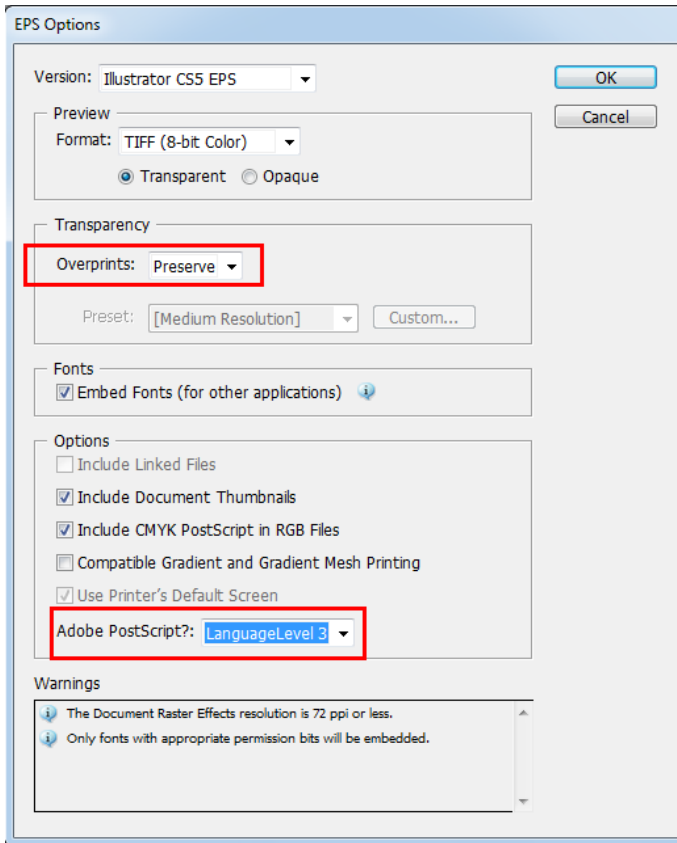 EPS Options
Version: Illustrator CS5 EPS
OK
Preview
Cancel
Format: TIFF (8-bit Color)
Transparent Opaque
Transparency
Overprints: Preserve
Preset: [Medium Resolution] Custom...
Fonts
Embed Fonts (for other applications)
Options
Include Linked Files
Include Document Thumbnails
Include CMYK PostScript in RGB Files
Compatible Gradient and Gradient Mesh Printing
Use Printer's Default Screen
Adobe PostScript?: LanguageLevel 3
Warnings
The Document Raster Effects resolution is 72 ppi or less.
Only fonts with appropriate permission bits will be embedded.